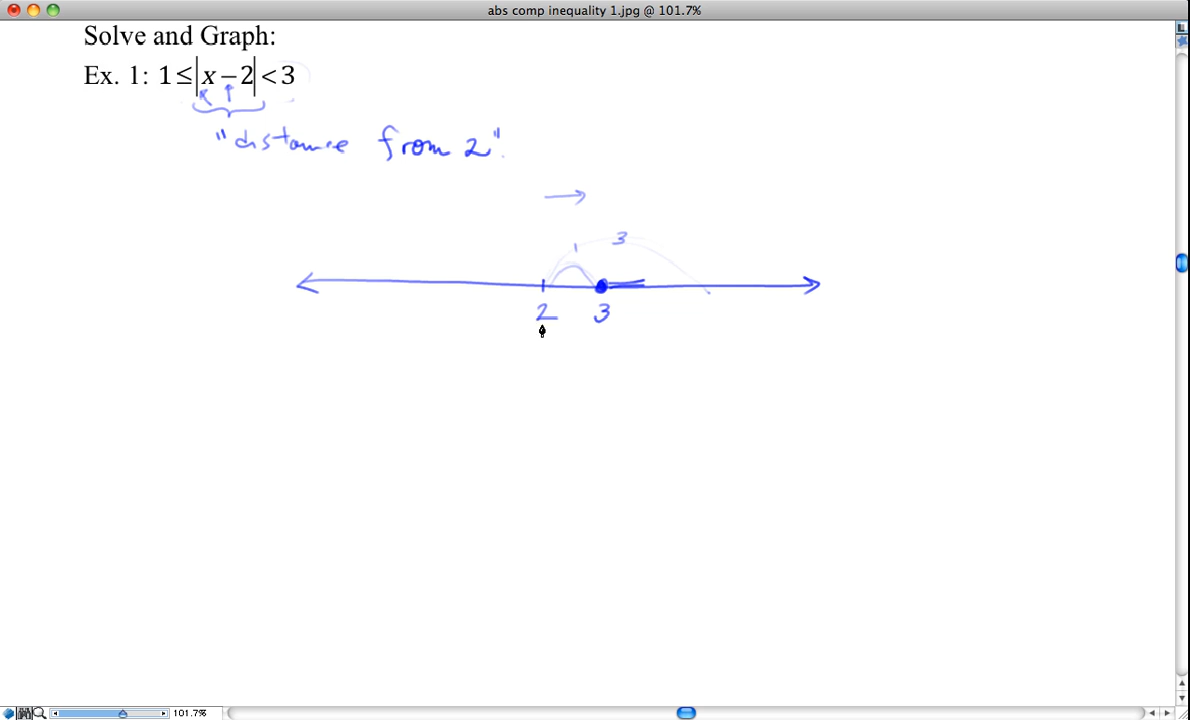 abs comp inequality 1.jpg @ 101.7%
Solve and Graph:
Ex. 1: 1≤|x−2|<3
"distance from 2"
1 3
2 3
101.7%